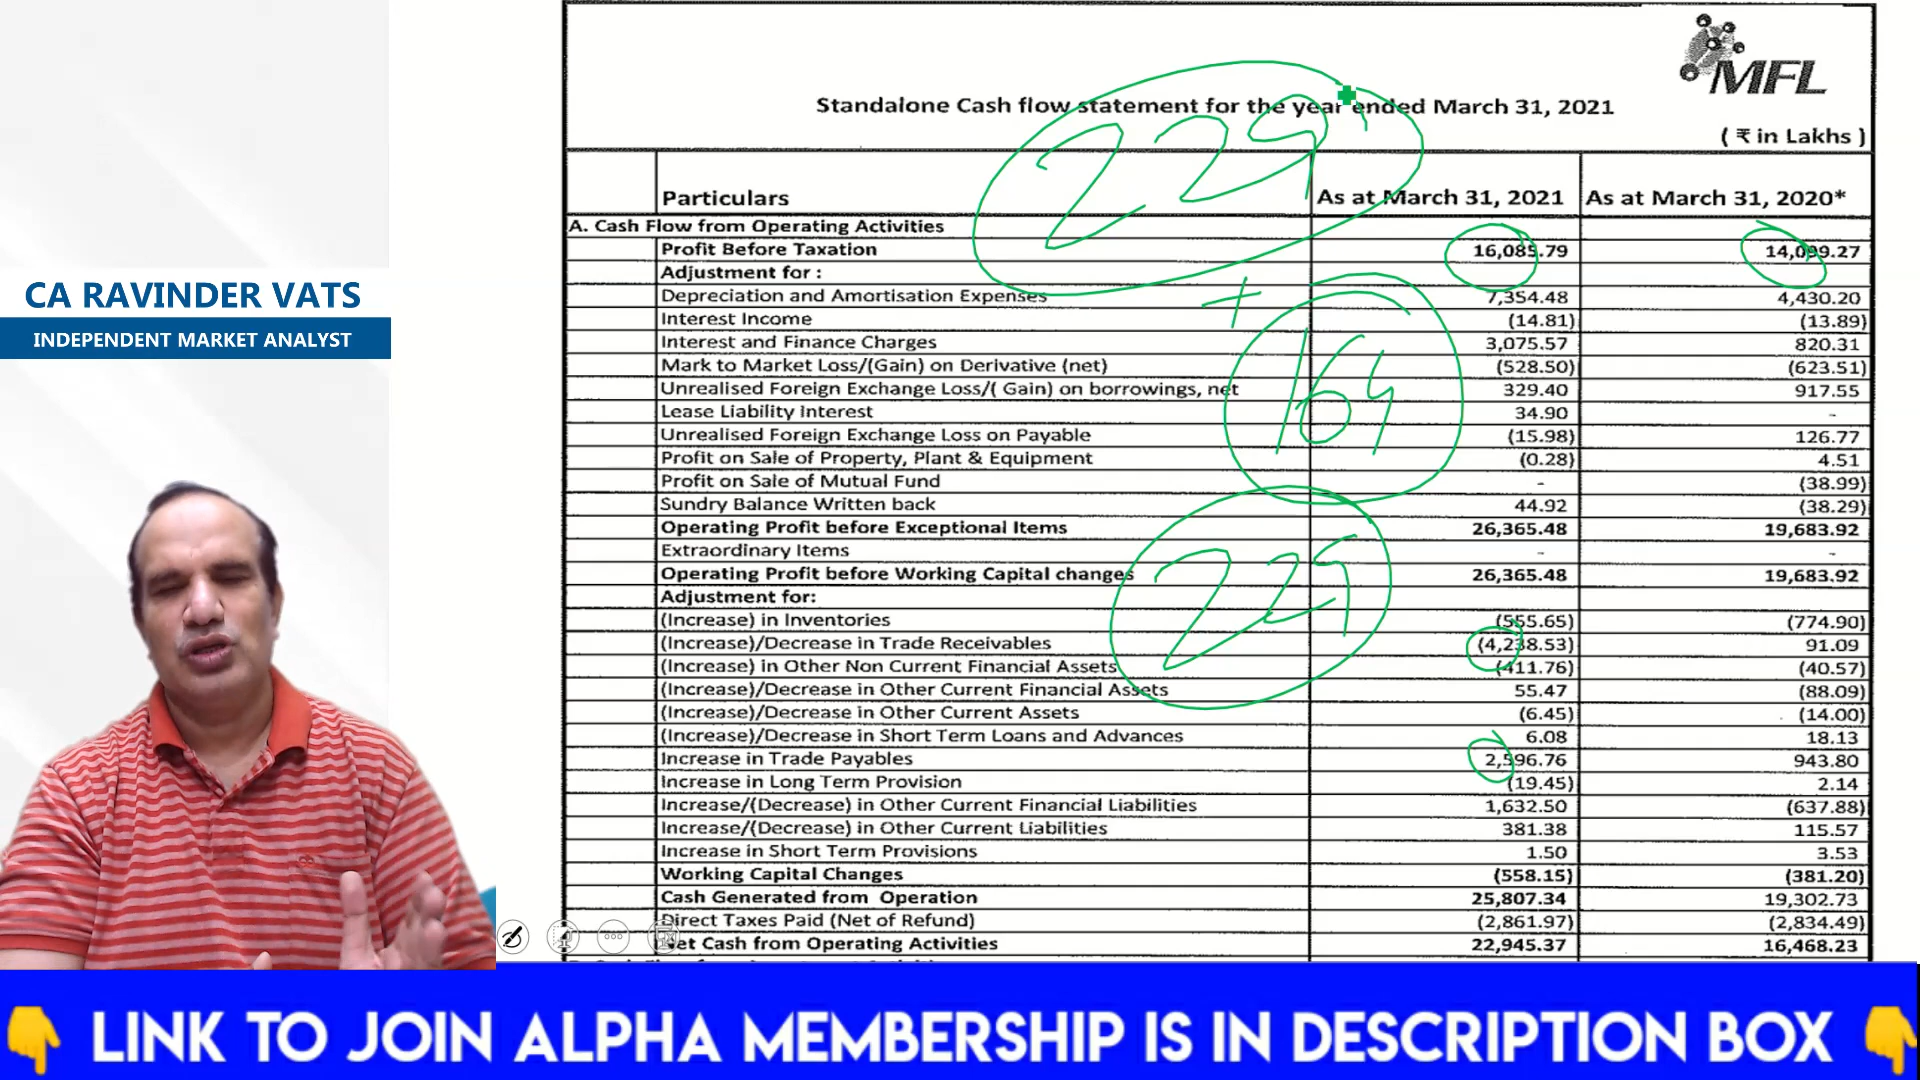 MFL
Standalone Cash flow statement for the year ended March 31, 2021
( ₹ in Lakhs )
Particulars As at March 31, 2021 As at March 31, 2020*
A. Cash Flow from Operating Activities
Profit Before Taxation 16,085.79 14,099.27
Adjustment for :
Depreciation and Amortisation Expenses 7,354.48 4,430.20
Interest Income (14.81) (13.89)
Interest and Finance Charges 3,075.57 820.31
Mark to Market Loss/(Gain) on Derivative (net) (528.50) (623.51)
Unrealised Foreign Exchange Loss/( Gain) on borrowings, net 329.40 917.55
Lease Liability Interest 34.90 -
Unrealised Foreign Exchange Loss on Payable (15.98) 126.77
Profit on Sale of Property, Plant & Equipment (0.28) 4.51
Profit on Sale of Mutual Fund - (38.99)
Sundry Balance Written back 44.92 (38.29)
Operating Profit before Exceptional Items 26,365.48 19,683.92
Extraordinary Items - -
Operating Profit before Working Capital changes 26,365.48 19,683.92
Adjustment for:
(Increase) in Inventories (555.65) (774.90)
(Increase)/Decrease in Trade Receivables (4,238.53) 91.09
(Increase) in Other Non Current Financial Assets (411.76) (40.57)
(Increase)/Decrease in Other Current Financial Assets 55.47 (88.09)
(Increase)/Decrease in Other Current Assets (6.45) (14.00)
(Increase)/Decrease in Short Term Loans and Advances 6.08 18.13
Increase in Trade Payables 2,596.76 943.80
Increase in Long Term Provision (19.45) 2.14
Increase/(Decrease) in Other Current Financial Liabilities 1,632.50 (637.88)
Increase/(Decrease) in Other Current Liabilities 381.38 115.57
Increase in Short Term Provisions 1.50 3.53
Working Capital Changes (558.15) (381.20)
Cash Generated from Operation 25,807.34 19,302.73
Direct Taxes Paid (Net of Refund) (2,861.97) (2,834.49)
Net Cash from Operating Activities 22,945.37 16,468.23
229
+
164
229
CA RAVINDER VATS
INDEPENDENT MARKET ANALYST
LINK TO JOIN ALPHA MEMBERSHIP IS IN DESCRIPTION BOX